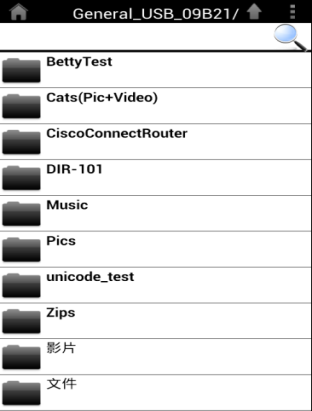 General_USB_09B21/
BettyTest
Cats(Pic+Video)
CiscoConnectRouter
DIR-101
Music
Pics
unicode_test
Zips
影片
文件